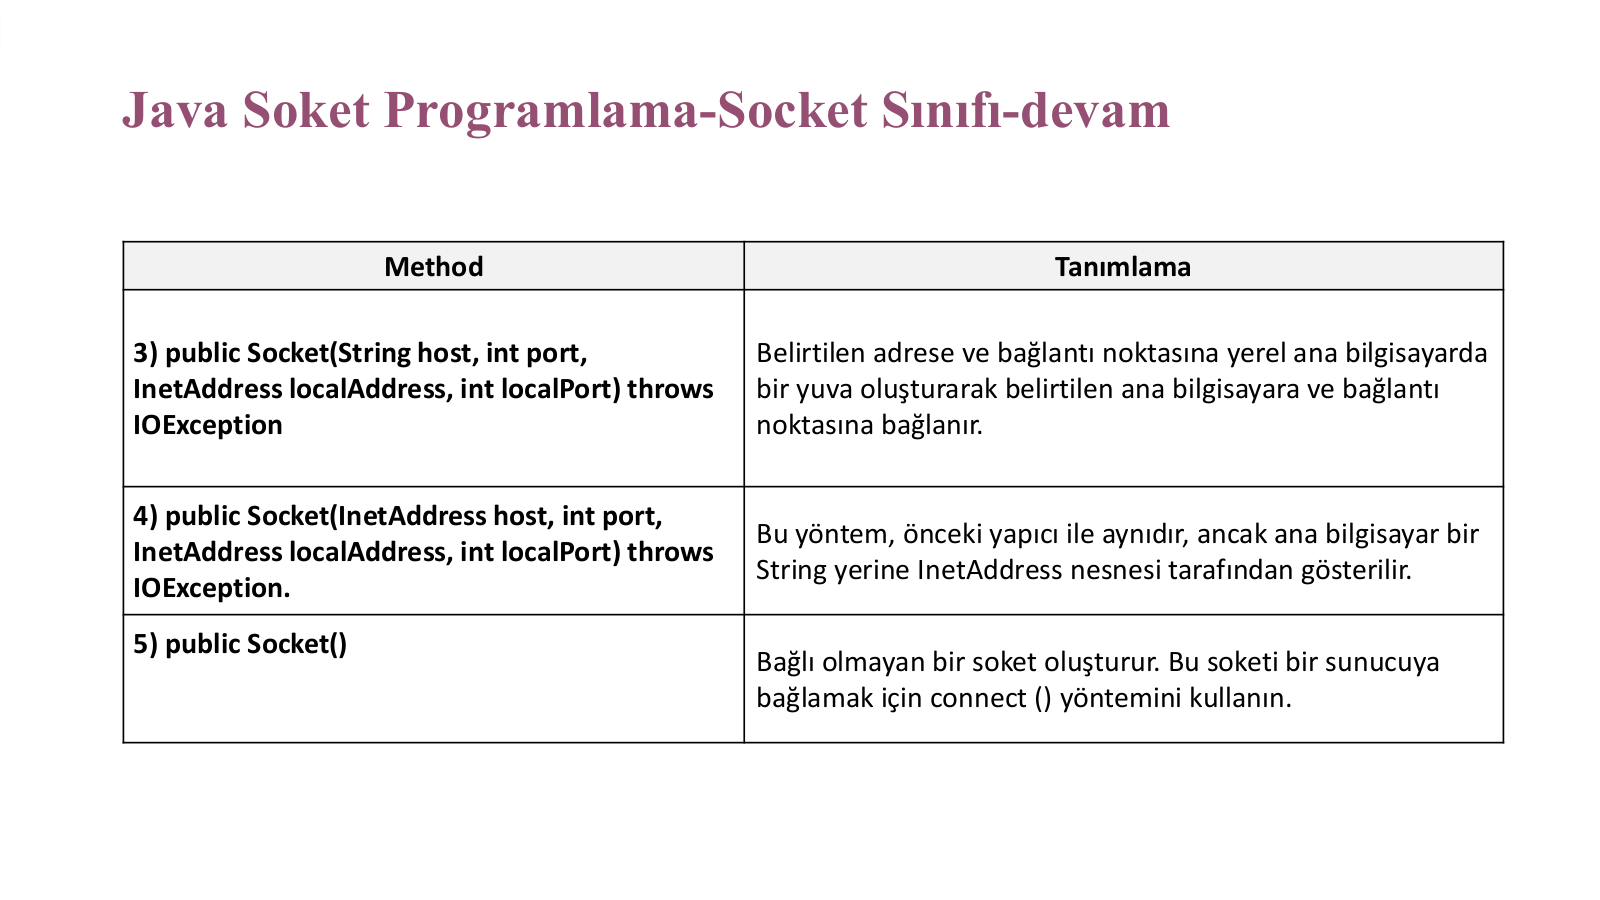 Java Soket Programlama-Socket Sınıfı-devam
Method
Tanımlama
3) public Socket(String host, int port,
InetAddress localAddress, int localPort) throws
IOException
Belirtilen adrese ve bağlantı noktasına yerel ana bilgisayarda
bir yuva oluşturarak belirtilen ana bilgisayara ve bağlantı
noktasına bağlanır.
4) public Socket(InetAddress host, int port,
InetAddress localAddress, int localPort) throws
IOException.
Bu yöntem, önceki yapıcı ile aynıdır, ancak ana bilgisayar bir
String yerine InetAddress nesnesi tarafından gösterilir.
5) public Socket()
Bağlı olmayan bir soket oluşturur. Bu soketi bir sunucuya
bağlamak için connect () yöntemini kullanın.